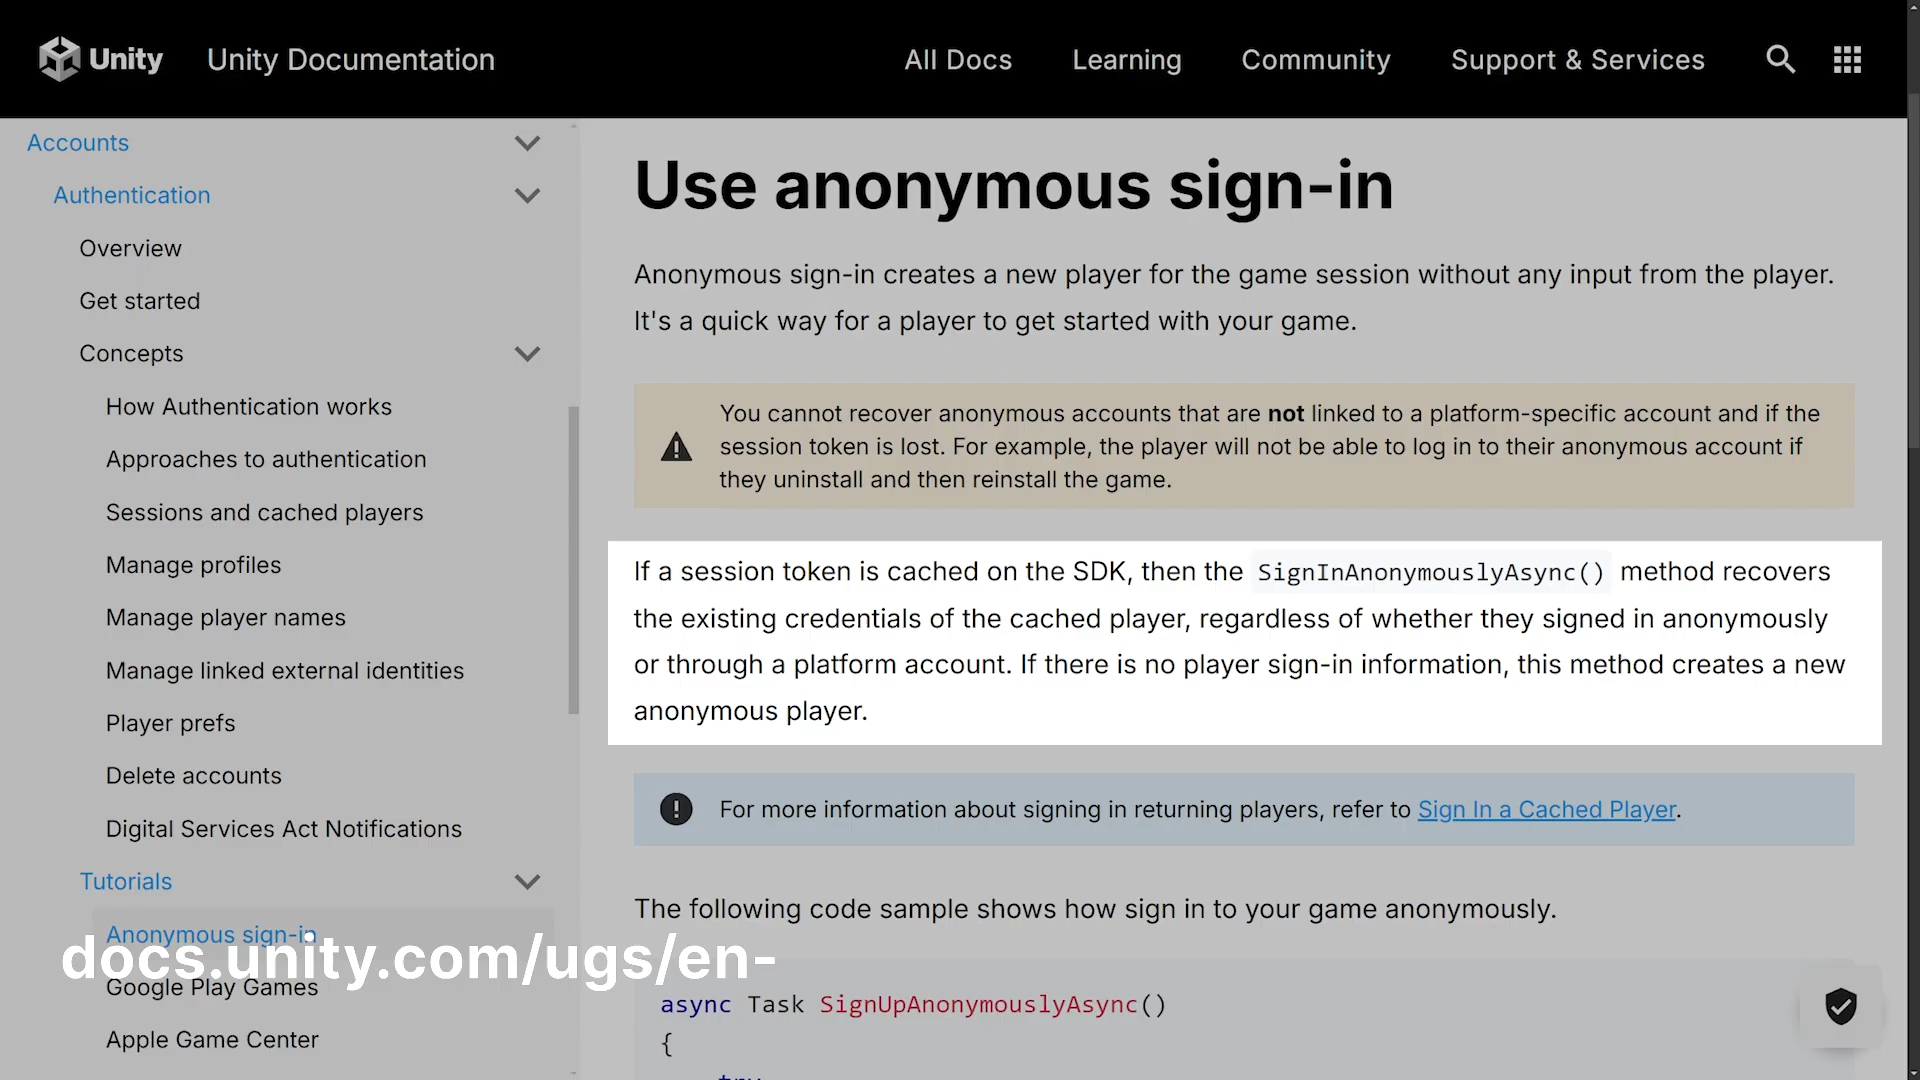 Unity
Unity Documentation
All Docs
Learning
Community
Support & Services
Accounts
Authentication
Overview
Get started
Concepts
How Authentication works
Approaches to authentication
Sessions and cached players
Manage profiles
Manage player names
Manage linked external identities
Player prefs
Delete accounts
Digital Services Act Notifications
Tutorials
Anonymous sign-in
Google Play Games
Apple Game Center
Use anonymous sign-in
Anonymous sign-in creates a new player for the game session without any input from the player.
It's a quick way for a player to get started with your game.
You cannot recover anonymous accounts that are not linked to a platform-specific account and if the
session token is lost. For example, the player will not be able to log in to their anonymous account if
they uninstall and then reinstall the game.
If a session token is cached on the SDK, then the SignInAnonymouslyAsync() method recovers
the existing credentials of the cached player, regardless of whether they signed in anonymously
or through a platform account. If there is no player sign-in information, this method creates a new
anonymous player.
For more information about signing in returning players, refer to Sign In a Cached Player.
The following code sample shows how sign in to your game anonymously.
async Task SignUpAnonymouslyAsync()
{
try
docs.unity.com/ugs/en-